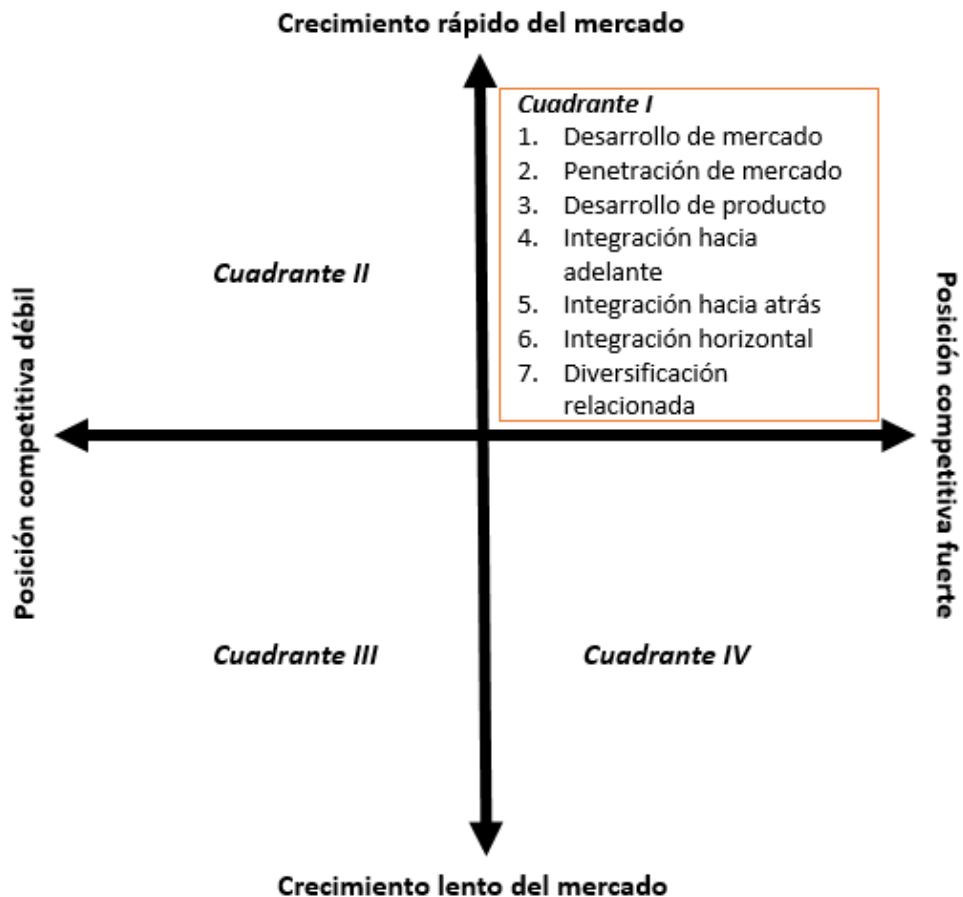 Crecimiento rápido del mercado
Cuadrante I
1. Desarrollo de mercado
2. Penetración de mercado
3. Desarrollo de producto
4. Integración hacia
adelante
5. Integración hacia atrás
6. Integración horizontal
7. Diversificación
relacionada
Cuadrante II
Posición competitiva débil
Posición competitiva fuerte
Cuadrante III
Cuadrante IV
Crecimiento lento del mercado